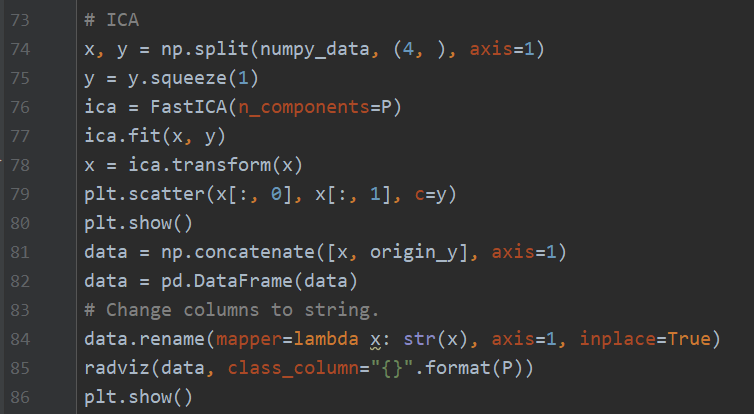 73 # ICA
74 x, y = np.split(numpy_data, (4, ), axis=1)
75 y = y.squeeze(1)
76 ica = FastICA(n_components=P)
77 ica.fit(x, y)
78 x = ica.transform(x)
79 plt.scatter(x[:, 0], x[:, 1], c=y)
80 plt.show()
81 data = np.concatenate([x, origin_y], axis=1)
82 data = pd.DataFrame(data)
83 # Change columns to string.
84 data.rename(mapper=lambda x: str(x), axis=1, inplace=True)
85 radviz(data, class_column="{}".format(P))
86 plt.show()